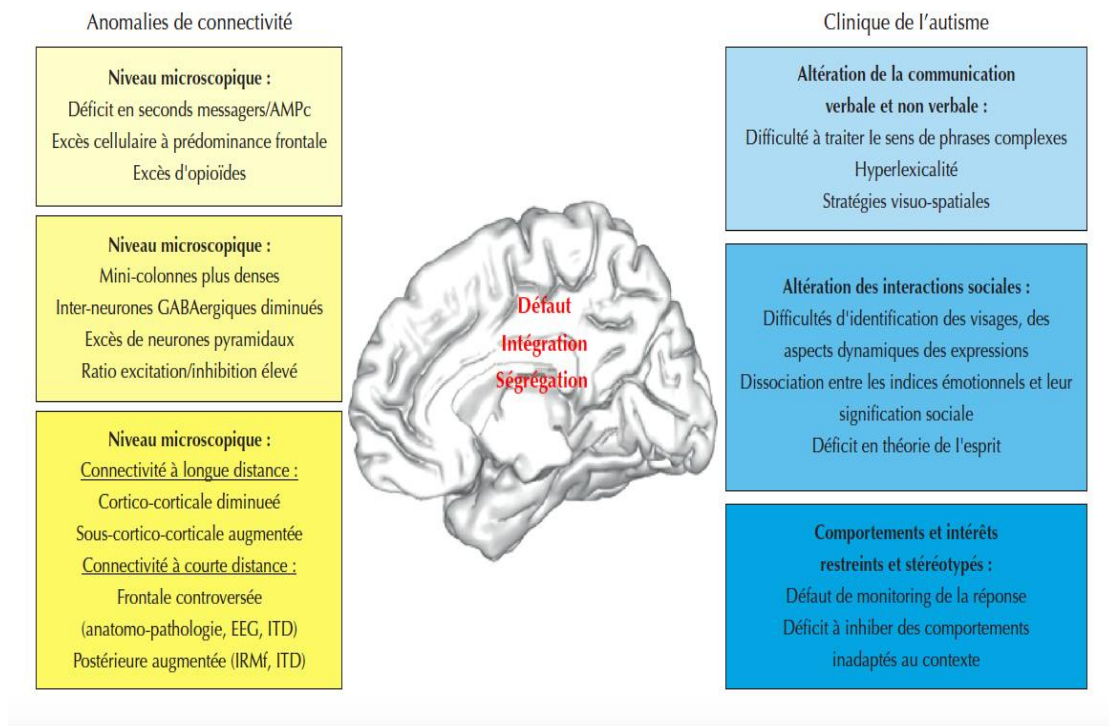 Anomalies de connectivité
Niveau microscopique :
Déficit en seconds messagers/AMPc
Excès cellulaire à prédominance frontale
Excès d'opioïdes
Niveau microscopique :
Mini-colonnes plus denses
Inter-neurones GABAergiques diminués
Excès de neurones pyramidaux
Ratio excitation/inhibition élevé
Niveau microscopique :
Connectivité à longue distance :
Cortico-corticale diminueé
Sous-cortico-corticale augmentée
Connectivité à courte distance :
Frontale controversée
(anatomo-pathologie, EEG, ITD)
Postérieure augmentée (IRMf, ITD)
Défaut
Intégration
Ségrégation
Clinique de l'autisme
Altération de la communication
verbale et non verbale :
Difficulté à traiter le sens de phrases complexes
Hyperlexicalité
Stratégies visuo-spatiales
Altération des interactions sociales :
Difficultés d'identification des visages, des
aspects dynamiques des expressions
Dissociation entre les indices émotionnels et leur
signification sociale
Déficit en théorie de l'esprit
Comportements et intérêts
restreints et stéréotypés :
Défaut de monitoring de la réponse
Déficit à inhiber des comportements
inadaptés au contexte